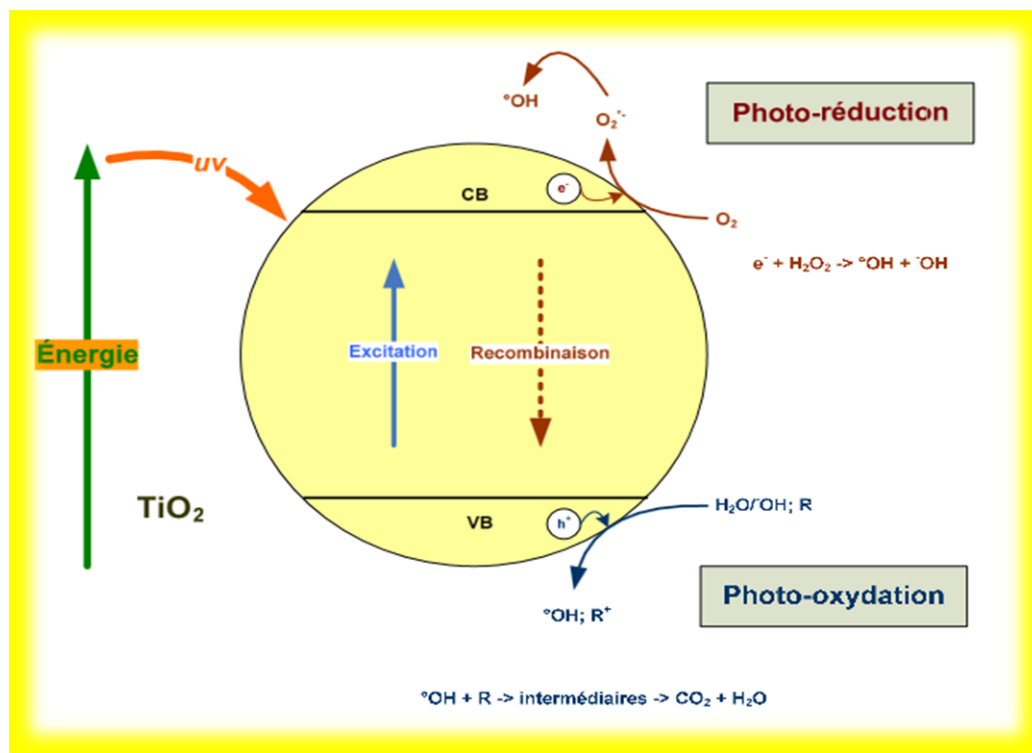 °OH
O₂°⁻
Photo-réduction
uv
CB
e⁻
O₂
e⁻ + H₂O₂ -> °OH + ⁻OH
Énergie
Excitation
Recombinaison
TiO₂
VB
h⁺
H₂O/⁻OH; R
°OH; R⁺
Photo-oxydation
°OH + R -> intermédiaires -> CO₂ + H₂O